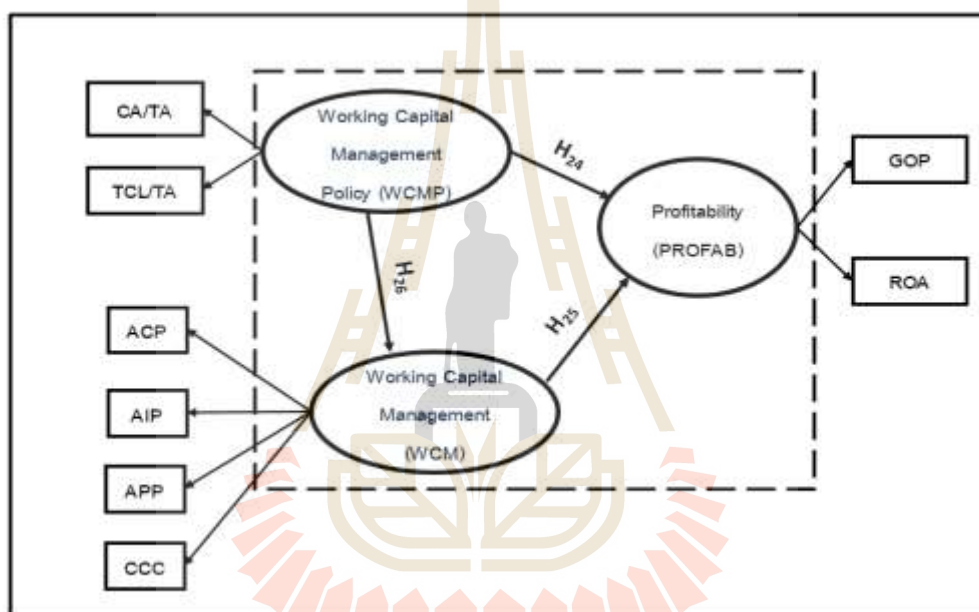 CA/TA
TCL/TA
Working Capital
Management
Policy (WCMP)
H24
Profitability
(PROFAB)
GOP
ROA
H26
H25
ACP
AIP
APP
CCC
Working Capital
Management
(WCM)